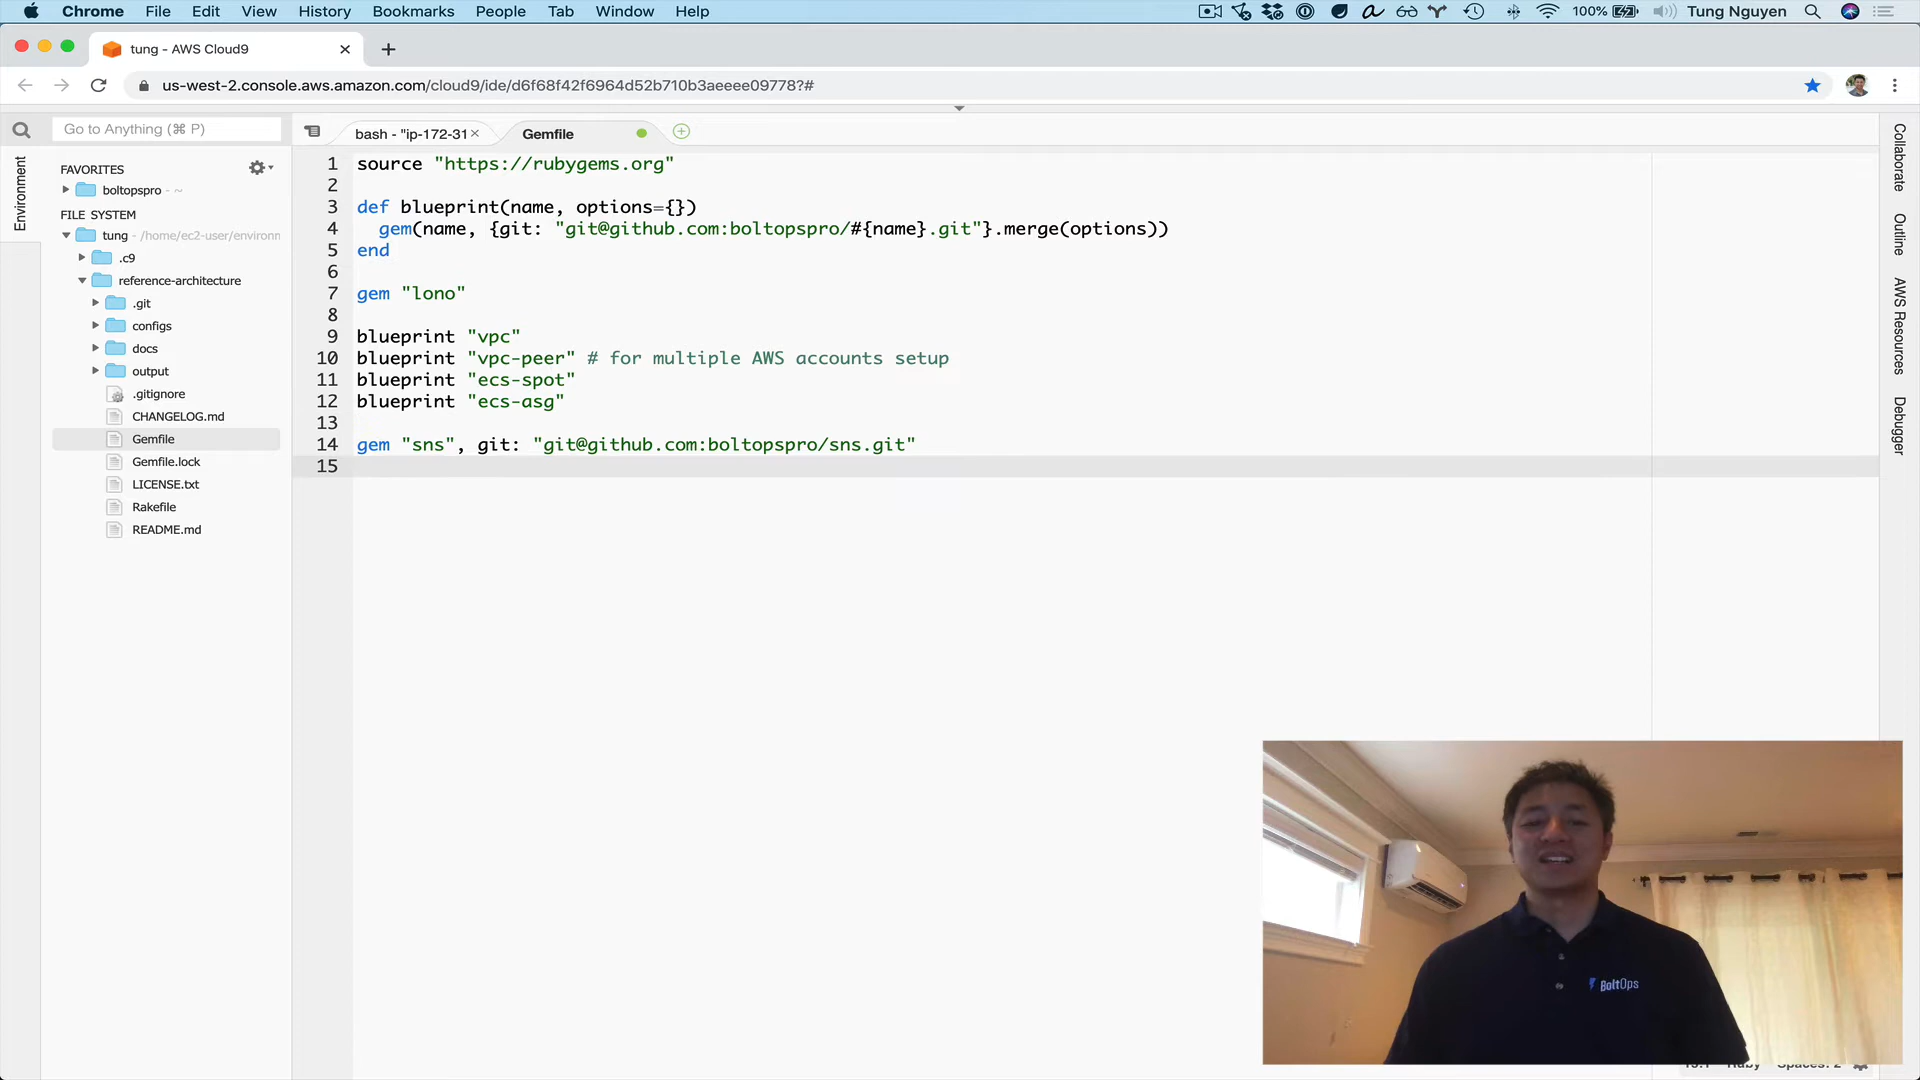 Chrome File Edit View History Bookmarks People Tab Window Help 100% Tung Nguyen
tung - AWS Cloud9
us-west-2.console.aws.amazon.com/cloud9/ide/d6f68f42f6964d52b710b3aeeee09778?#
Go to Anything (⌘ P)
bash - "ip-172-31
Gemfile
Environment
FAVORITES
boltopspro - ~
FILE SYSTEM
tung - /home/ec2-user/environm
.c9
reference-architecture
.git
configs
docs
output
.gitignore
CHANGELOG.md
Gemfile
Gemfile.lock
LICENSE.txt
Rakefile
README.md
1 source "https://rubygems.org"
2
3 def blueprint(name, options={})
4 gem(name, {git: "git@github.com:boltopspro/#{name}.git"}.merge(options))
5 end
6
7 gem "lono"
8
9 blueprint "vpc"
10 blueprint "vpc-peer" # for multiple AWS accounts setup
11 blueprint "ecs-spot"
12 blueprint "ecs-asg"
13
14 gem "sns", git: "git@github.com:boltopspro/sns.git"
15
Collaborate
Outline
AWS Resources
Debugger
BoltOps